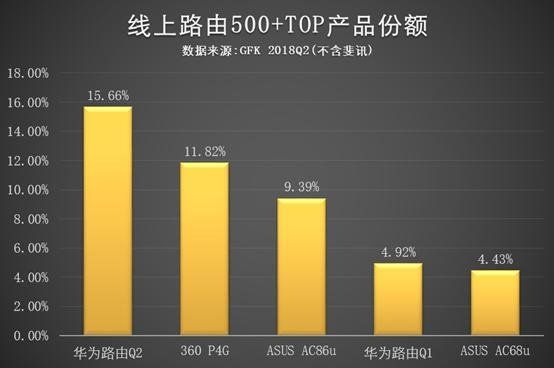 线上路由500+TOP产品份额
数据来源:GFK 2018Q2(不含斐讯)
18.00%
16.00%
14.00%
12.00%
10.00%
8.00%
6.00%
4.00%
2.00%
0.00%
15.66%
11.82%
9.39%
4.92%
4.43%
华为路由Q2
360 P4G
ASUS AC86u
华为路由Q1
ASUS AC68u